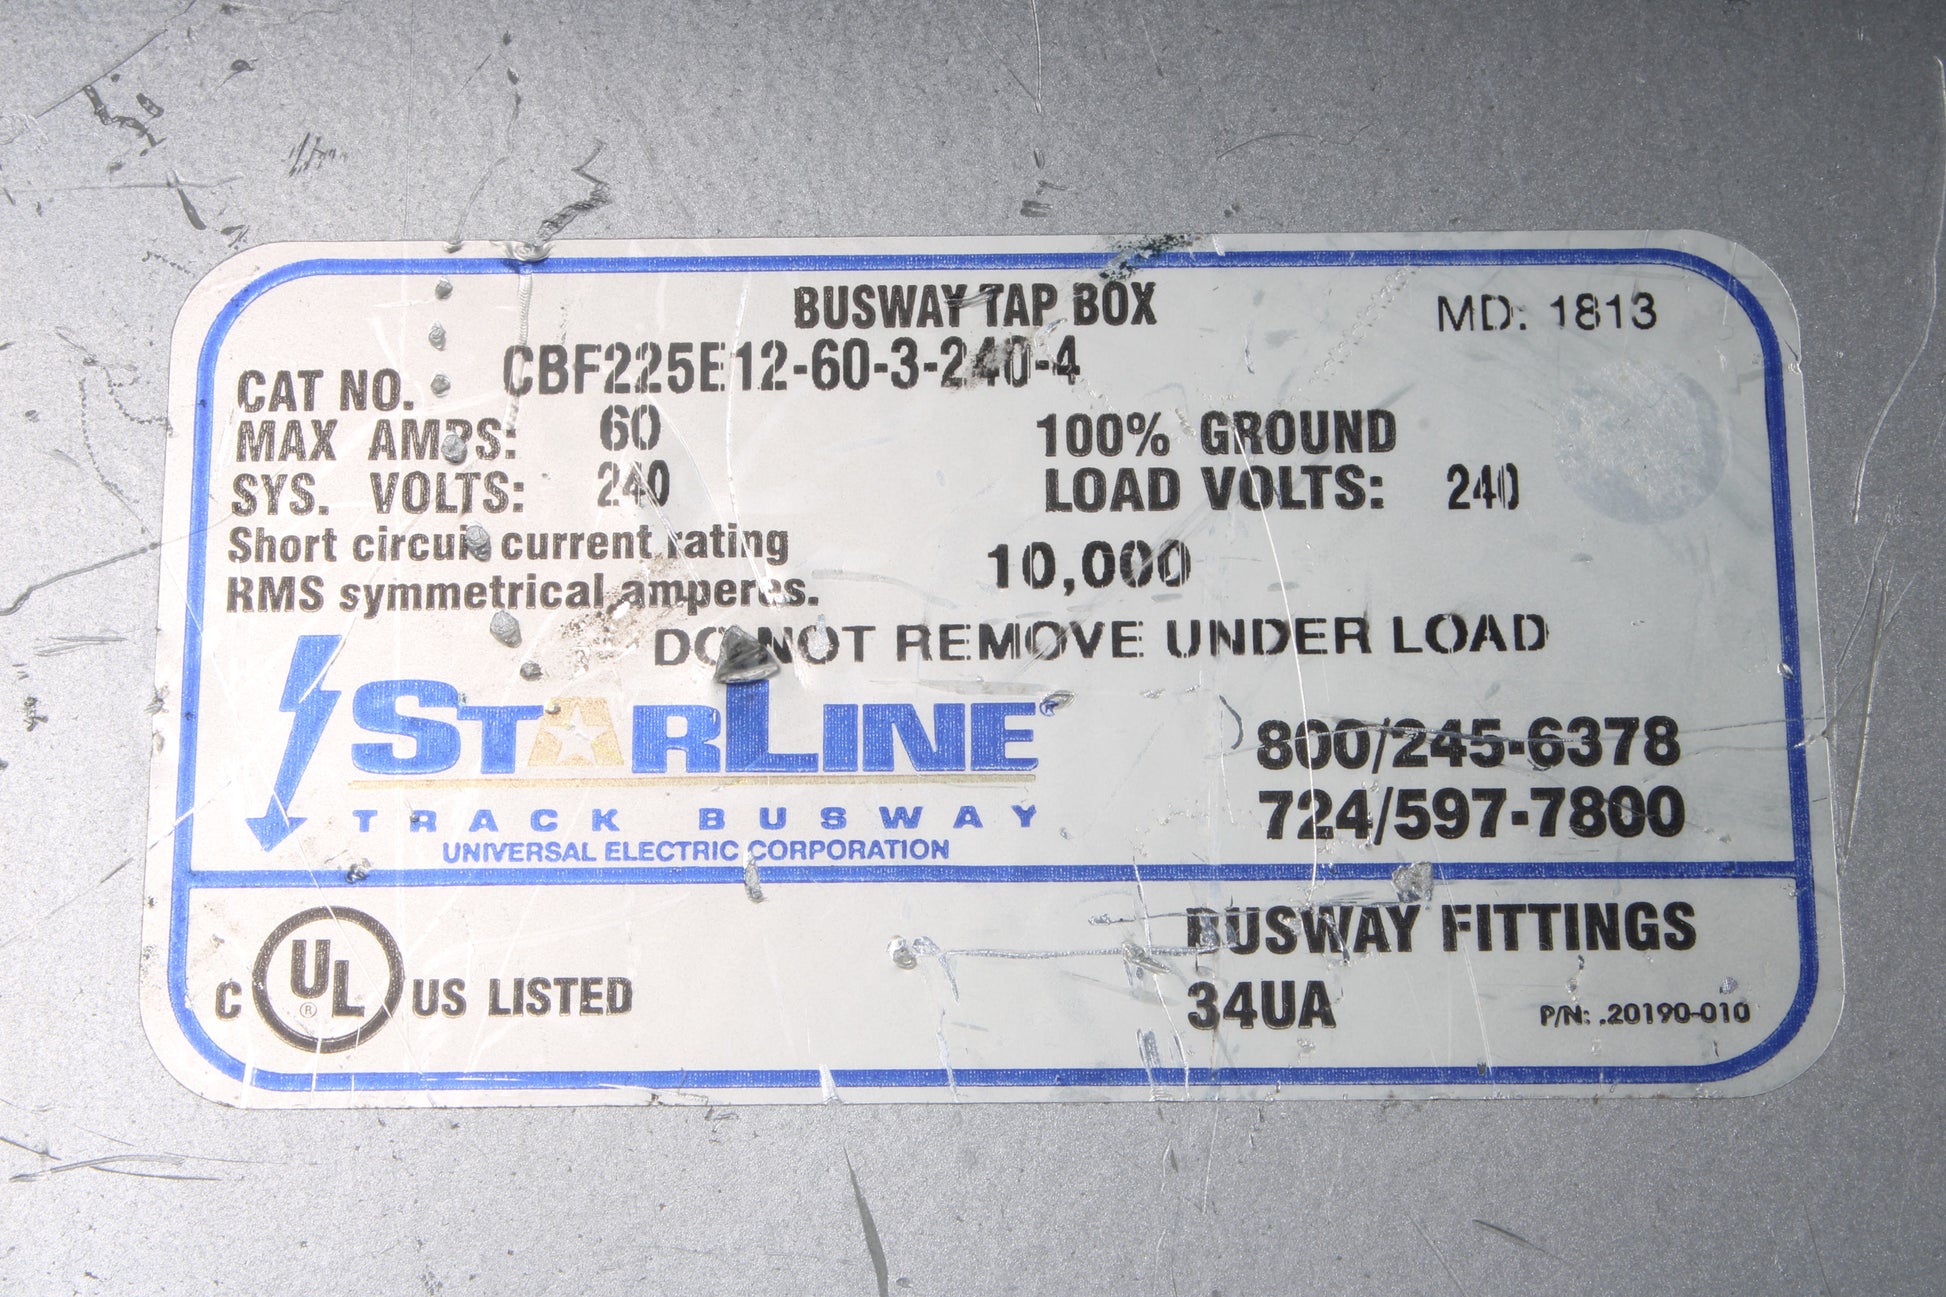 BUSWAY TAP BOX
MD: 1813
CAT NO. CBF225E12-60-3-240-4
MAX AMPS: 60 100% GROUND
SYS. VOLTS: 240 LOAD VOLTS: 240
Short circuit current rating
RMS symmetrical amperes. 10,000
DO NOT REMOVE UNDER LOAD
STARLINE®
TRACK BUSWAY
UNIVERSAL ELECTRIC CORPORATION
800/245-6378
724/597-7800
C UL® US LISTED
BUSWAY FITTINGS
34UA
P/N: .20190-010